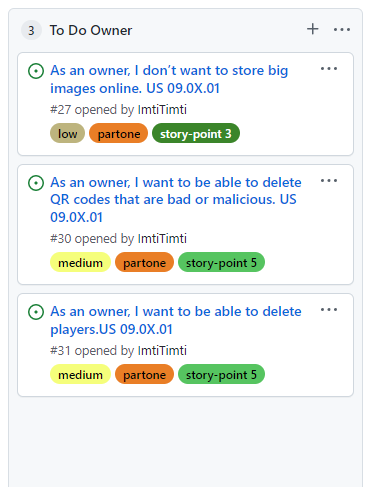 3 To Do Owner
As an owner, I don’t want to store big
images online. US 09.0X.01
#27 opened by ImtiTimti
low partone story-point 3
As an owner, I want to be able to delete
QR codes that are bad or malicious. US
09.0X.01
#30 opened by ImtiTimti
medium partone story-point 5
As an owner, I want to be able to delete
players.US 09.0X.01
#31 opened by ImtiTimti
medium partone story-point 5